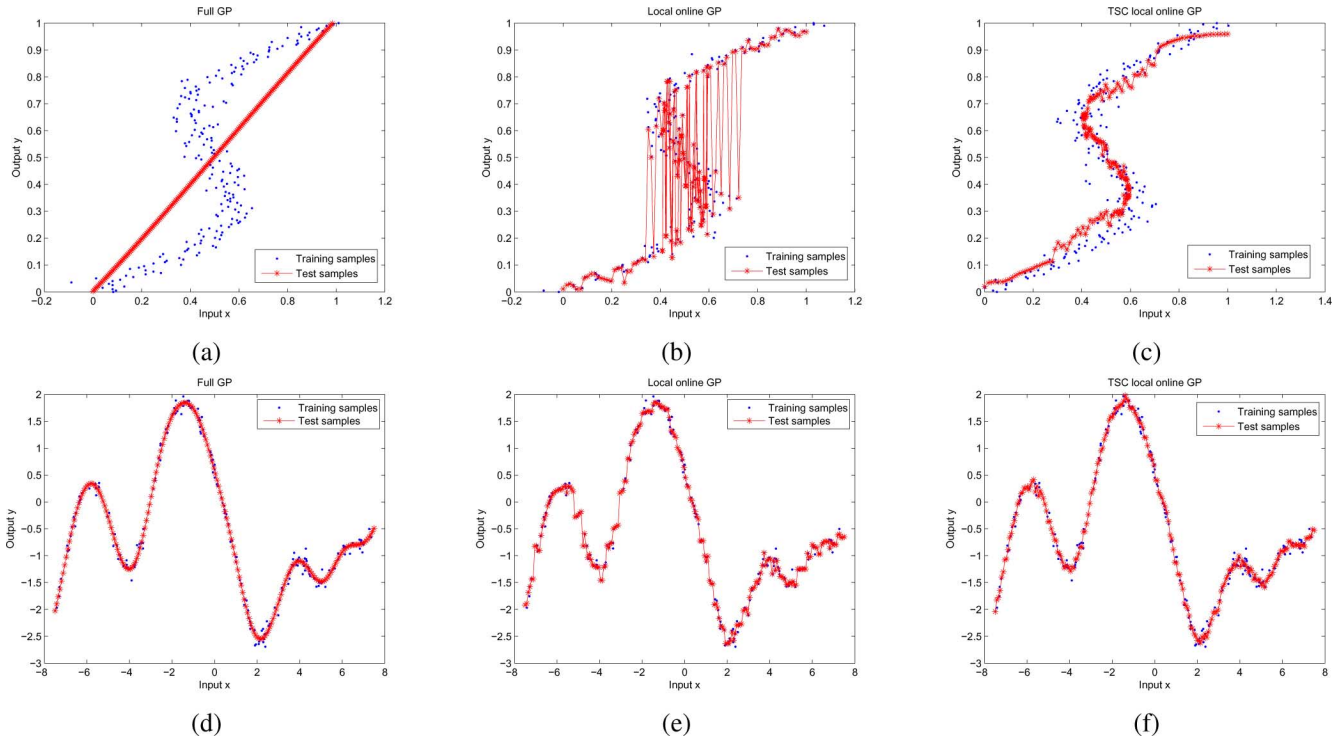 Full GP
1
0.9
0.8
0.7
0.6
0.5
0.4
0.3
0.2
0.1
0
Output y
−0.2 0 0.2 0.4 0.6 0.8 1 1.2
Input x
Training samples
Test samples
(a)
Local online GP
1
0.9
0.8
0.7
0.6
0.5
0.4
0.3
0.2
0.1
0
Output y
−0.2 0 0.2 0.4 0.6 0.8 1 1.2
Input x
Training samples
Test samples
(b)
TSC local online GP
1
0.9
0.8
0.7
0.6
0.5
0.4
0.3
0.2
0.1
0
Output y
0 0.2 0.4 0.6 0.8 1 1.2 1.4
Input x
Training samples
Test samples
(c)
Full GP
2
1.5
1
0.5
0
−0.5
−1
−1.5
−2
−2.5
−3
Output y
−8 −6 −4 −2 0 2 4 6 8
Input x
Training samples
Test samples
(d)
Local online GP
2
1.5
1
0.5
0
−0.5
−1
−1.5
−2
−2.5
−3
Output y
−8 −6 −4 −2 0 2 4 6 8
Input x
Training samples
Test samples
(e)
TSC local online GP
2
1.5
1
0.5
0
−0.5
−1
−1.5
−2
−2.5
−3
Output y
−8 −6 −4 −2 0 2 4 6 8
Input x
Training samples
Test samples
(f)